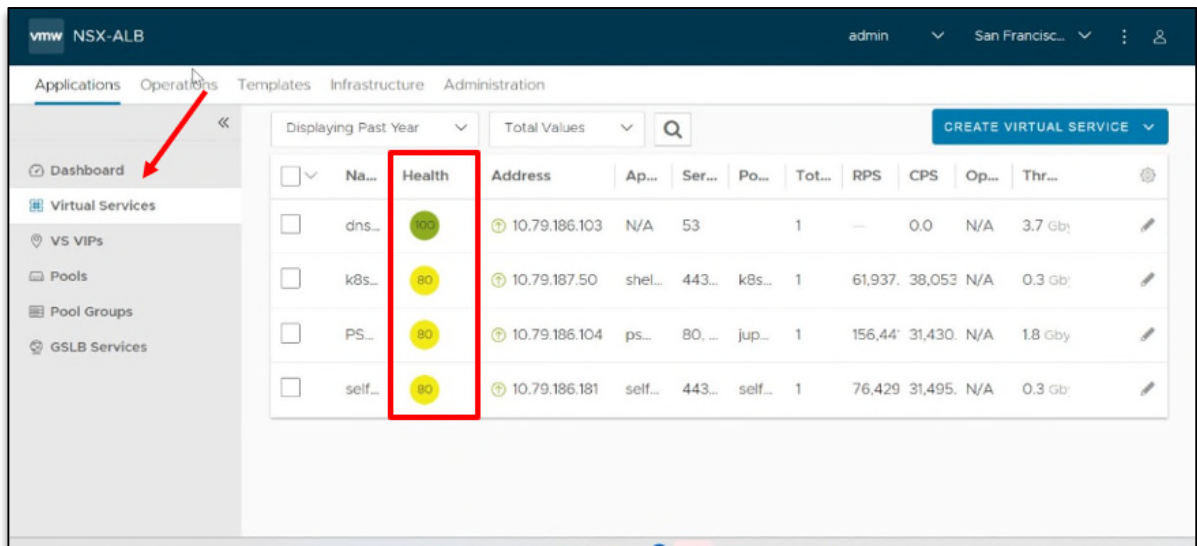 vmw NSX-ALB admin San Francisc...
Applications Operations Templates Infrastructure Administration
Displaying Past Year Total Values CREATE VIRTUAL SERVICE
Dashboard
Virtual Services
VS VIPs
Pools
Pool Groups
GSLB Services
Na... Health Address Ap... Ser... Po... Tot... RPS CPS Op... Thr...
dns... 100 10.79.186.103 N/A 53 1 — 0.0 N/A 3.7 Gby
k8s... 80 10.79.187.50 shel... 443... k8s... 1 61,937. 38,053 N/A 0.3 Gb
PS... 80 10.79.186.104 ps... 80, ... jup... 1 156,44 31,430. N/A 1.8 Gby
self... 80 10.79.186.181 self... 443... self... 1 76,429 31,495. N/A 0.3 Gb